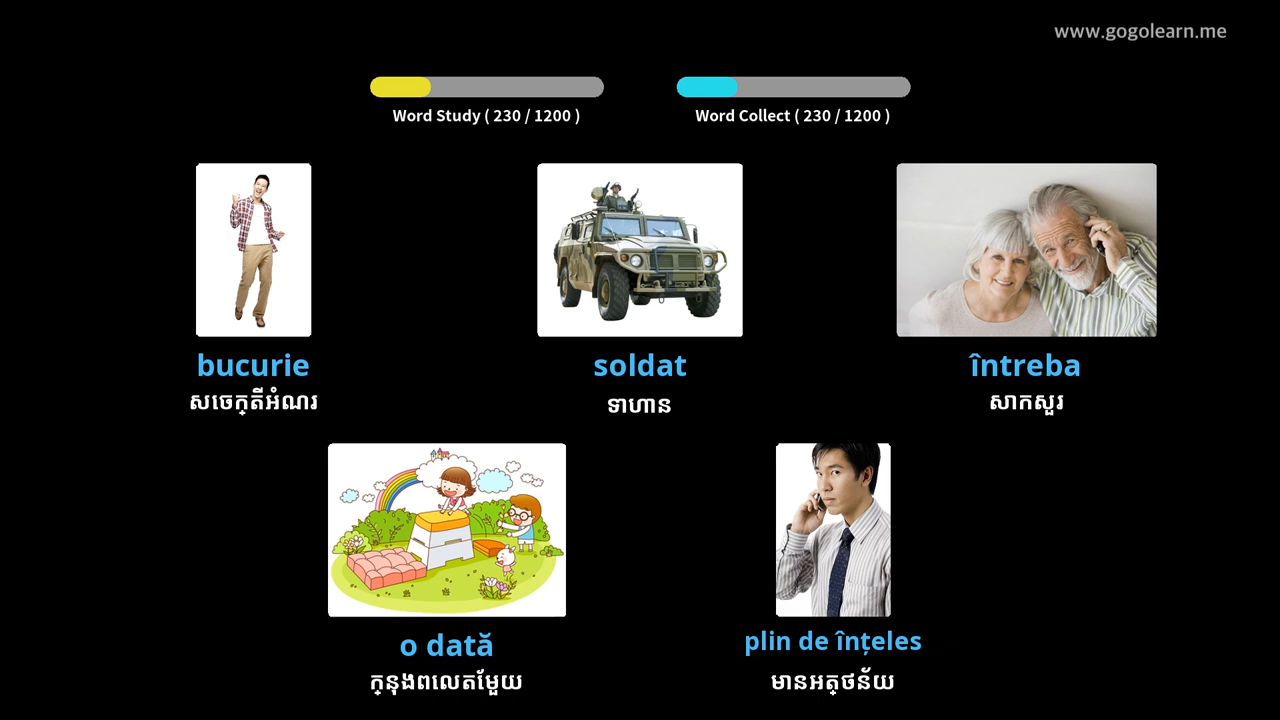 www.gogolearn.me
Word Study ( 230 / 1200 )
Word Collect ( 230 / 1200 )
bucurie
សេចក្តីអំណរ
soldat
ទាហាន
întreba
សាកសួរ
o dată
ក្នុងពេលតែមួយ
plin de înțeles
មានអត្ថន័យ